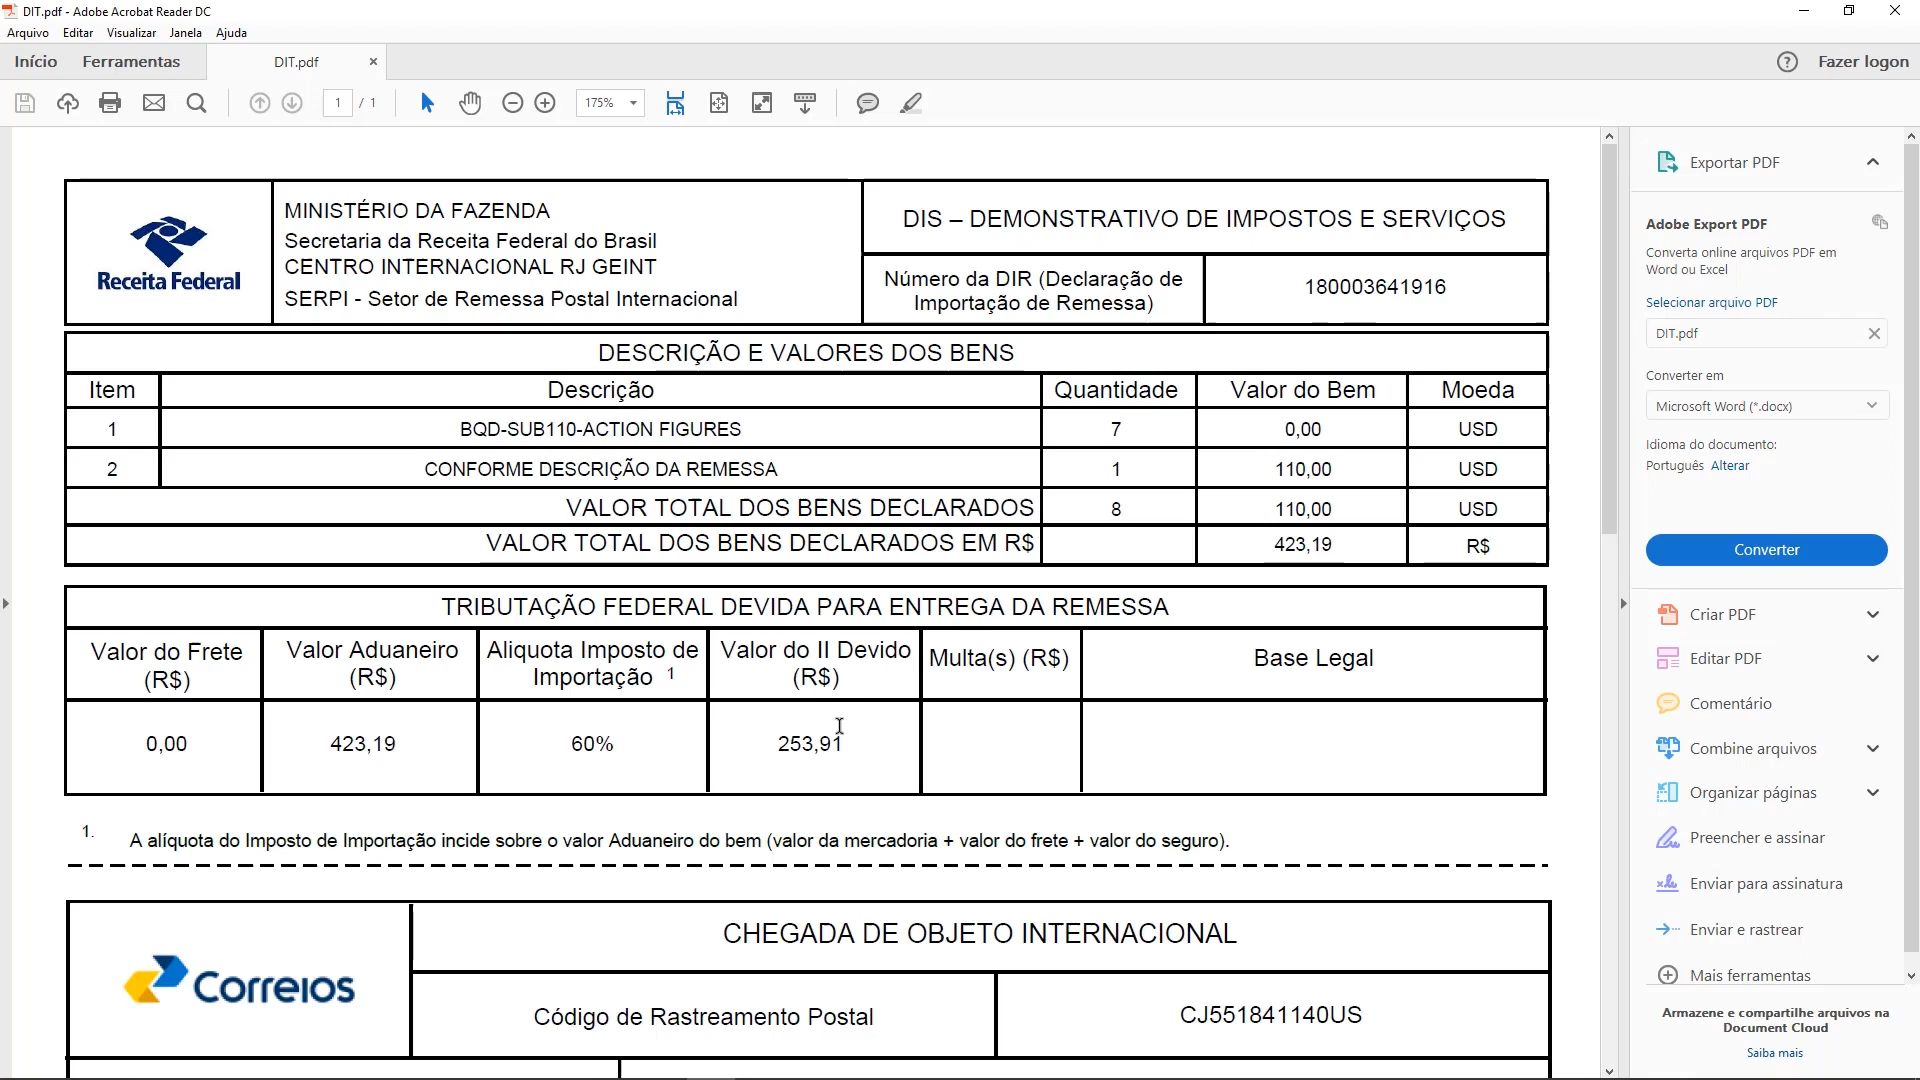 DIT.pdf - Adobe Acrobat Reader DC
Arquivo Editar Visualizar Janela Ajuda
Início Ferramentas DIT.pdf Fazer logon
1 / 1 175%
Receita Federal
MINISTÉRIO DA FAZENDA
Secretaria da Receita Federal do Brasil
CENTRO INTERNACIONAL RJ GEINT
SERPI - Setor de Remessa Postal Internacional
DIS – DEMONSTRATIVO DE IMPOSTOS E SERVIÇOS
Número da DIR (Declaração de
Importação de Remessa)
180003641916
DESCRIÇÃO E VALORES DOS BENS
Item Descrição Quantidade Valor do Bem Moeda
1 BQD-SUB110-ACTION FIGURES 7 0,00 USD
2 CONFORME DESCRIÇÃO DA REMESSA 1 110,00 USD
VALOR TOTAL DOS BENS DECLARADOS 8 110,00 USD
VALOR TOTAL DOS BENS DECLARADOS EM R$ 423,19 R$
TRIBUTAÇÃO FEDERAL DEVIDA PARA ENTREGA DA REMESSA
Valor do Frete
(R$)
Valor Aduaneiro
(R$)
Aliquota Imposto de
Importação 1
Valor do II Devido
(R$)
Multa(s) (R$)
Base Legal
0,00 423,19 60% 253,91
1. A alíquota do Imposto de Importação incide sobre o valor Aduaneiro do bem (valor da mercadoria + valor do frete + valor do seguro).
Correios
CHEGADA DE OBJETO INTERNACIONAL
Código de Rastreamento Postal
CJ551841140US
Exportar PDF
Adobe Export PDF
Converta online arquivos PDF em
Word ou Excel
Selecionar arquivo PDF
DIT.pdf
Converter em
Microsoft Word (*.docx)
Idioma do documento:
Português Alterar
Converter
Criar PDF
Editar PDF
Comentário
Combine arquivos
Organizar páginas
Preencher e assinar
Enviar para assinatura
Enviar e rastrear
Mais ferramentas
Armazene e compartilhe arquivos na
Document Cloud
Saiba mais